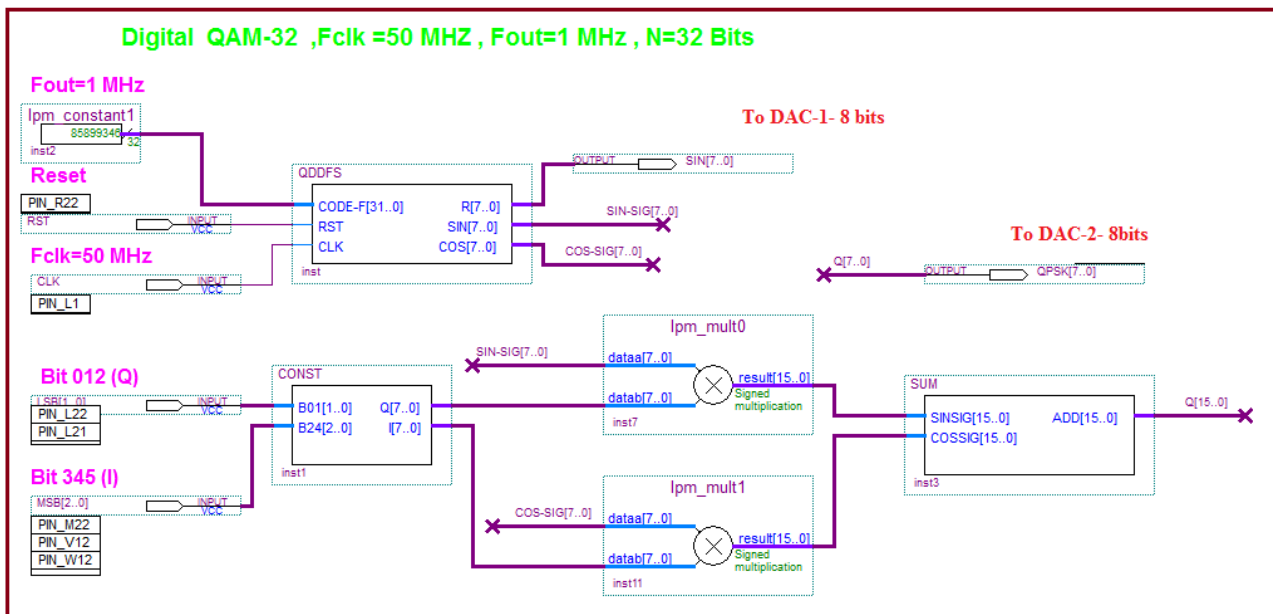 Digital QAM-32 ,Fclk =50 MHZ , Fout=1 MHz , N=32 Bits
Fout=1 MHz
lpm_constant1
85899346
32
inst2
Reset
PIN_R22
RST
INPUT
VCC
Fclk=50 MHz
CLK
INPUT
VCC
PIN_L1
QDDFS
CODE-F[31..0]
RST
CLK
R[7..0]
SIN[7..0]
COS[7..0]
inst
To DAC-1- 8 bits
OUTPUT
SIN[7..0]
SIN-SIG[7..0]
COS-SIG[7..0]
To DAC-2- 8bits
Q[7..0]
OUTPUT
QPSK[7..0]
Bit 012 (Q)
LSB[1..0]
INPUT
VCC
PIN_L22
PIN_L21
Bit 345 (I)
MSB[2..0]
INPUT
VCC
PIN_M22
PIN_V12
PIN_W12
CONST
B01[1..0]
B24[2..0]
Q[7..0]
I[7..0]
inst1
SIN-SIG[7..0]
lpm_mult0
dataa[7..0]
datab[7..0]
result[15..0]
Signed
multiplication
inst7
COS-SIG[7..0]
lpm_mult1
dataa[7..0]
datab[7..0]
result[15..0]
Signed
multiplication
inst11
SUM
SINSIG[15..0]
COSSIG[15..0]
ADD[15..0]
inst3
Q[15..0]